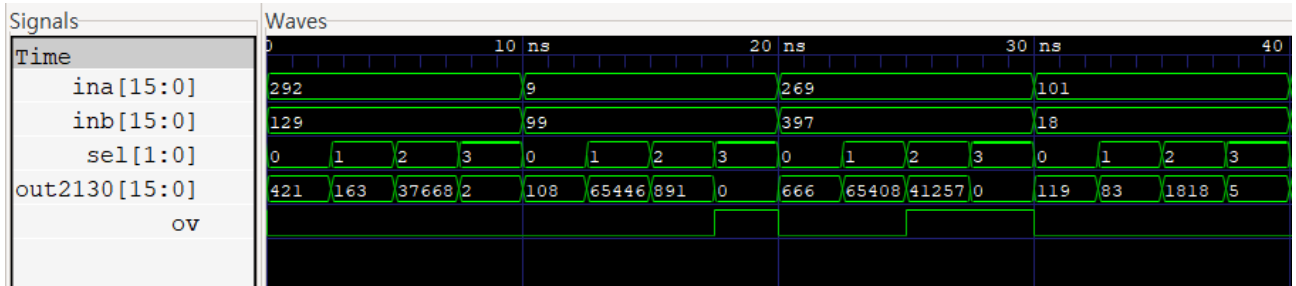 Signals Waves
Time 0 10 ns 20 ns 30 ns 40
ina[15:0] 292 9 269 101
inb[15:0] 129 99 397 18
sel[1:0] 0 1 2 3 0 1 2 3 0 1 2 3 0 1 2 3
out2130[15:0] 421 163 37668 2 108 65446 891 0 666 65408 41257 0 119 83 1818 5
ov